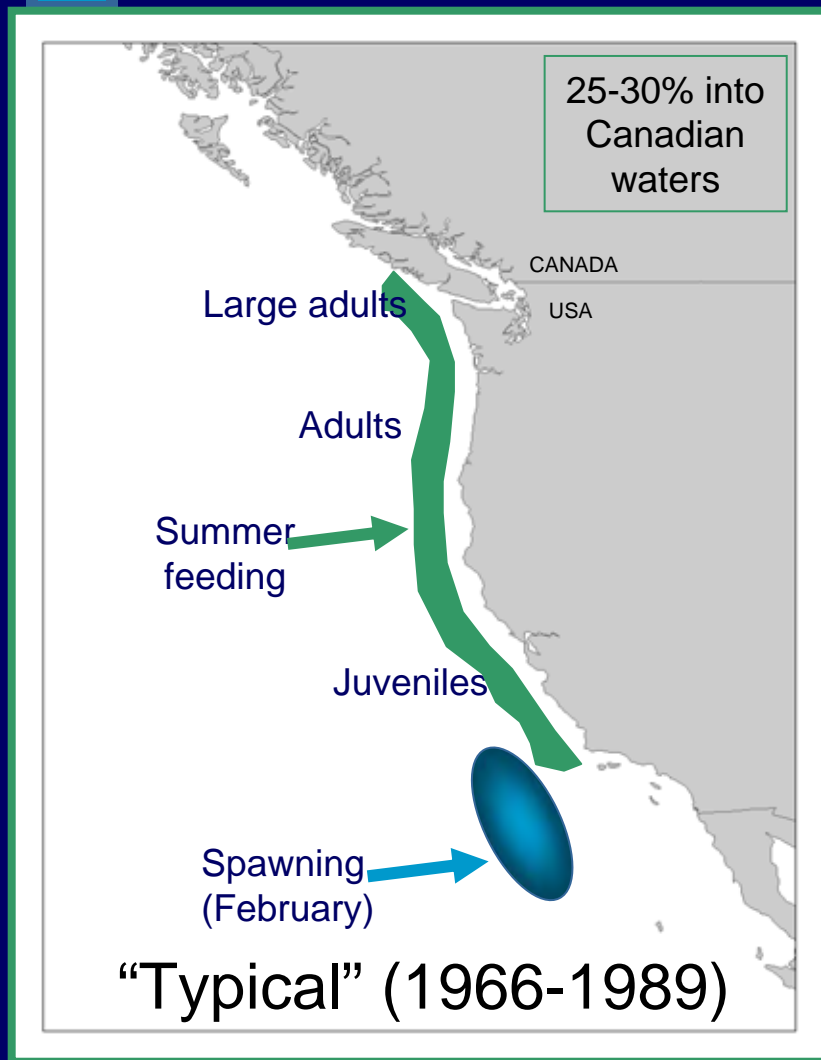 25-30% into
Canadian
waters
CANADA
USA
Large adults
Adults
Summer
feeding
Juveniles
Spawning
(February)
“Typical” (1966-1989)